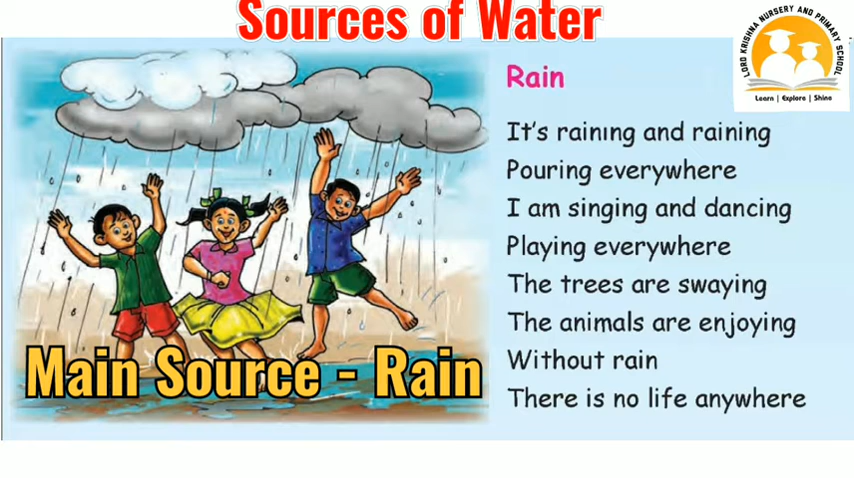 Sources of Water
LORD KRISHNA NURSERY AND PRIMARY SCHOOL
Learn | Explore | Shine
Rain
It's raining and raining
Pouring everywhere
I am singing and dancing
Playing everywhere
The trees are swaying
The animals are enjoying
Without rain
There is no life anywhere
Main Source - Rain